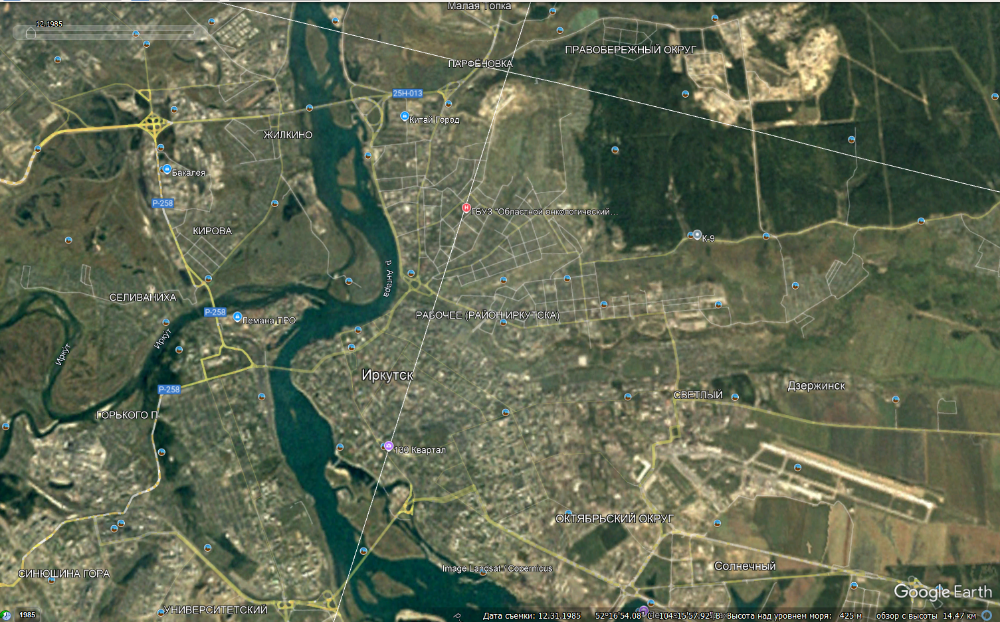 Малая Топка
12.1985
ПРАВОБЕРЕЖНЫЙ ОКРУГ
ПАРФЁНОВКА
25Н-013
Китай Город
ЖИЛКИНО
Бакалея
Р-258
ГБУЗ "Областной онкологический...
КИРОВА
К-9
р. Ангара
СЕЛИВАНИХА
Р-258
Лемана ПРО
РАБОЧЕЕ (РАЙОН ИРКУТСКА)
Иркут
Иркут
Иркутск
Р-258
Дзержинск
СВЕТЛЫЙ
ГОРЬКОГО П.
130 Квартал
ОКТЯБРЬСКИЙ ОКРУГ
Солнечный
Image Landsat / Copernicus
СИНЮШИНА ГОРА
Google Earth
УНИВЕРСИТЕТСКИЙ
1985
Дата съемки: 12.31.1985 52°16'54.08" С 104°15'57.92" В Высота над уровнем моря: 425 м обзор с высоты 14.47 км